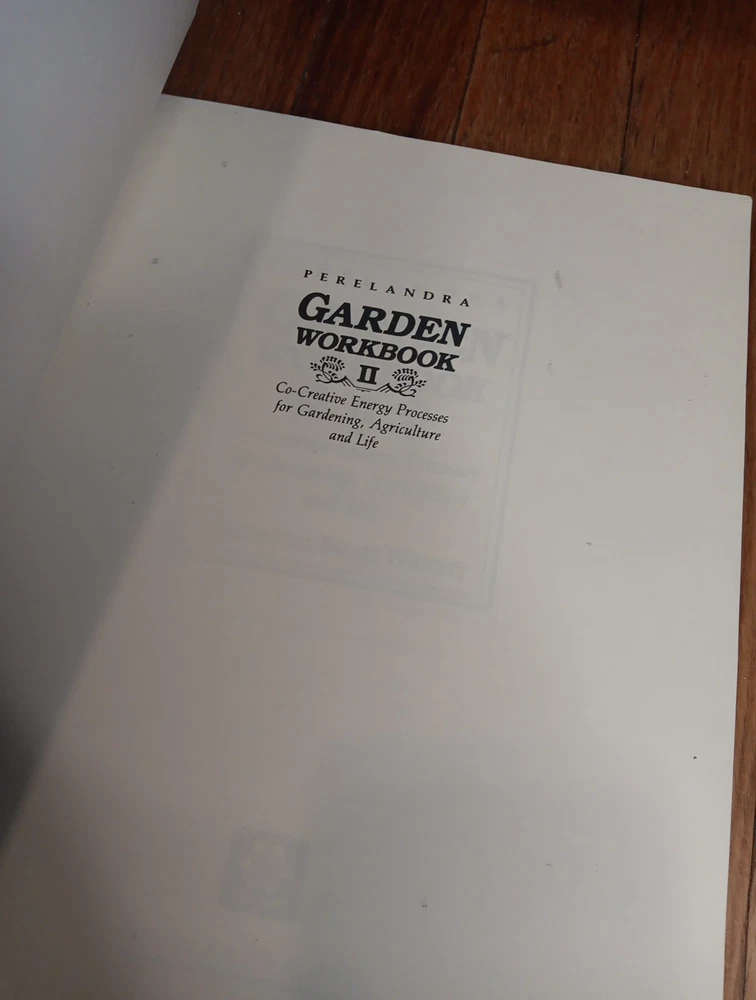 PERELANDRA
GARDEN
WORKBOOK
II
Co-Creative Energy Processes
for Gardening, Agriculture
and Life